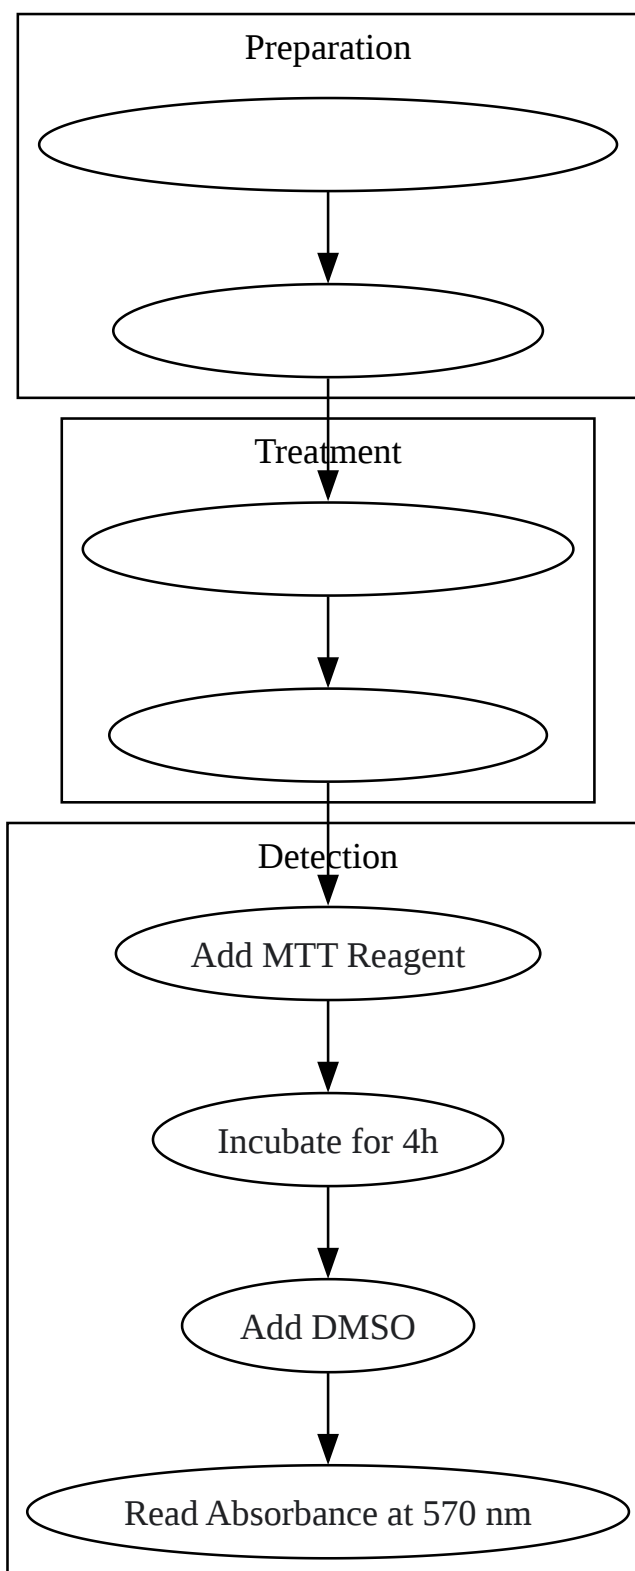 Preparation
Treatment
Detection
Add MTT Reagent
Incubate for 4h
Add DMSO
Read Absorbance at 570 nm